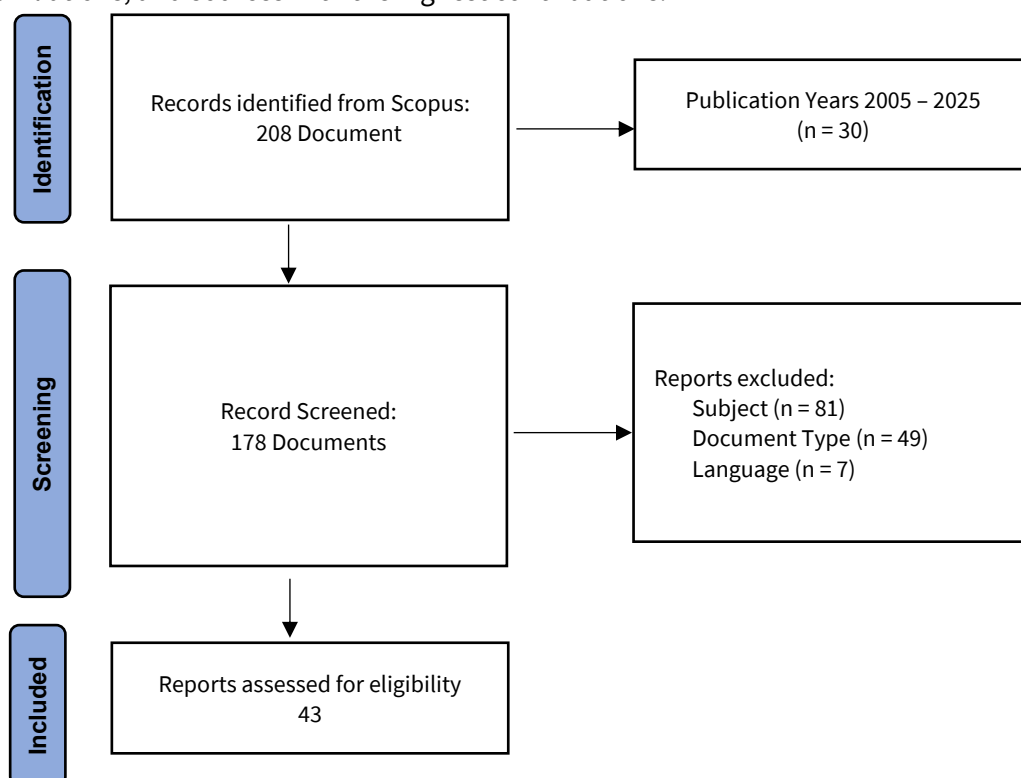 Identification
Records identified from Scopus:
208 Document
Publication Years 2005 – 2025
(n = 30)
Screening
Record Screened:
178 Documents
Reports excluded:
Subject (n = 81)
Document Type (n = 49)
Language (n = 7)
Included
Reports assessed for eligibility
43